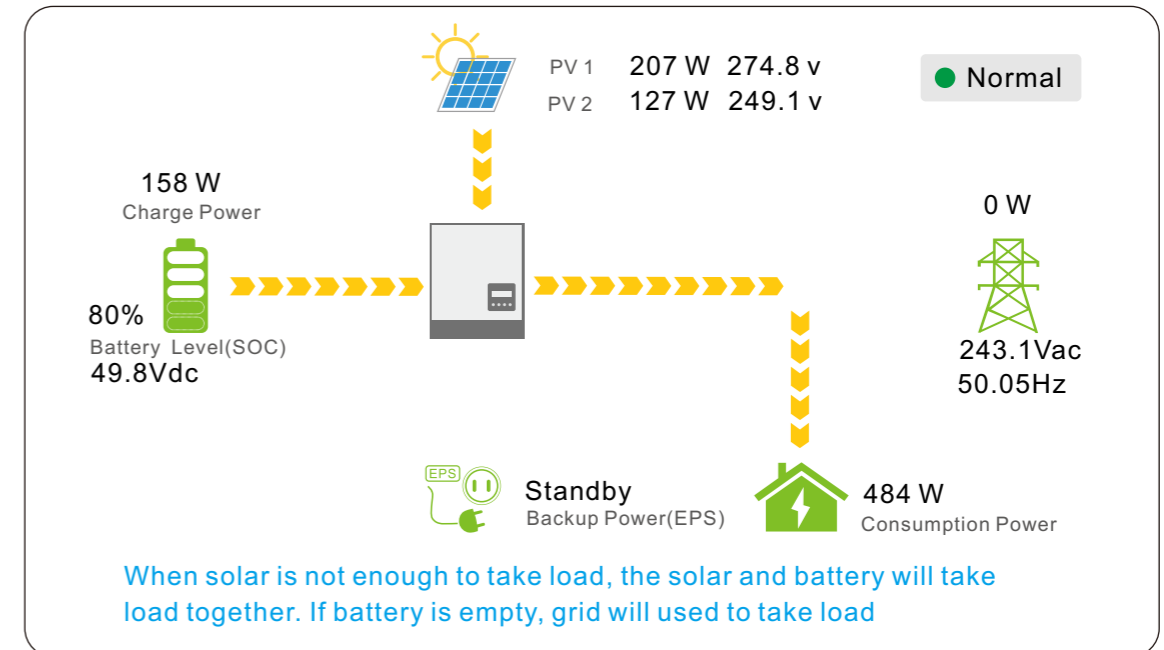 PV 1 207 W 274.8 v
PV 2 127 W 249.1 v
Normal
158 W
Charge Power
80%
Battery Level(SOC)
49.8Vdc
0 W
243.1Vac
50.05Hz
EPS
Standby
Backup Power(EPS)
484 W
Consumption Power
When solar is not enough to take load, the solar and battery will take
load together. If battery is empty, grid will used to take load